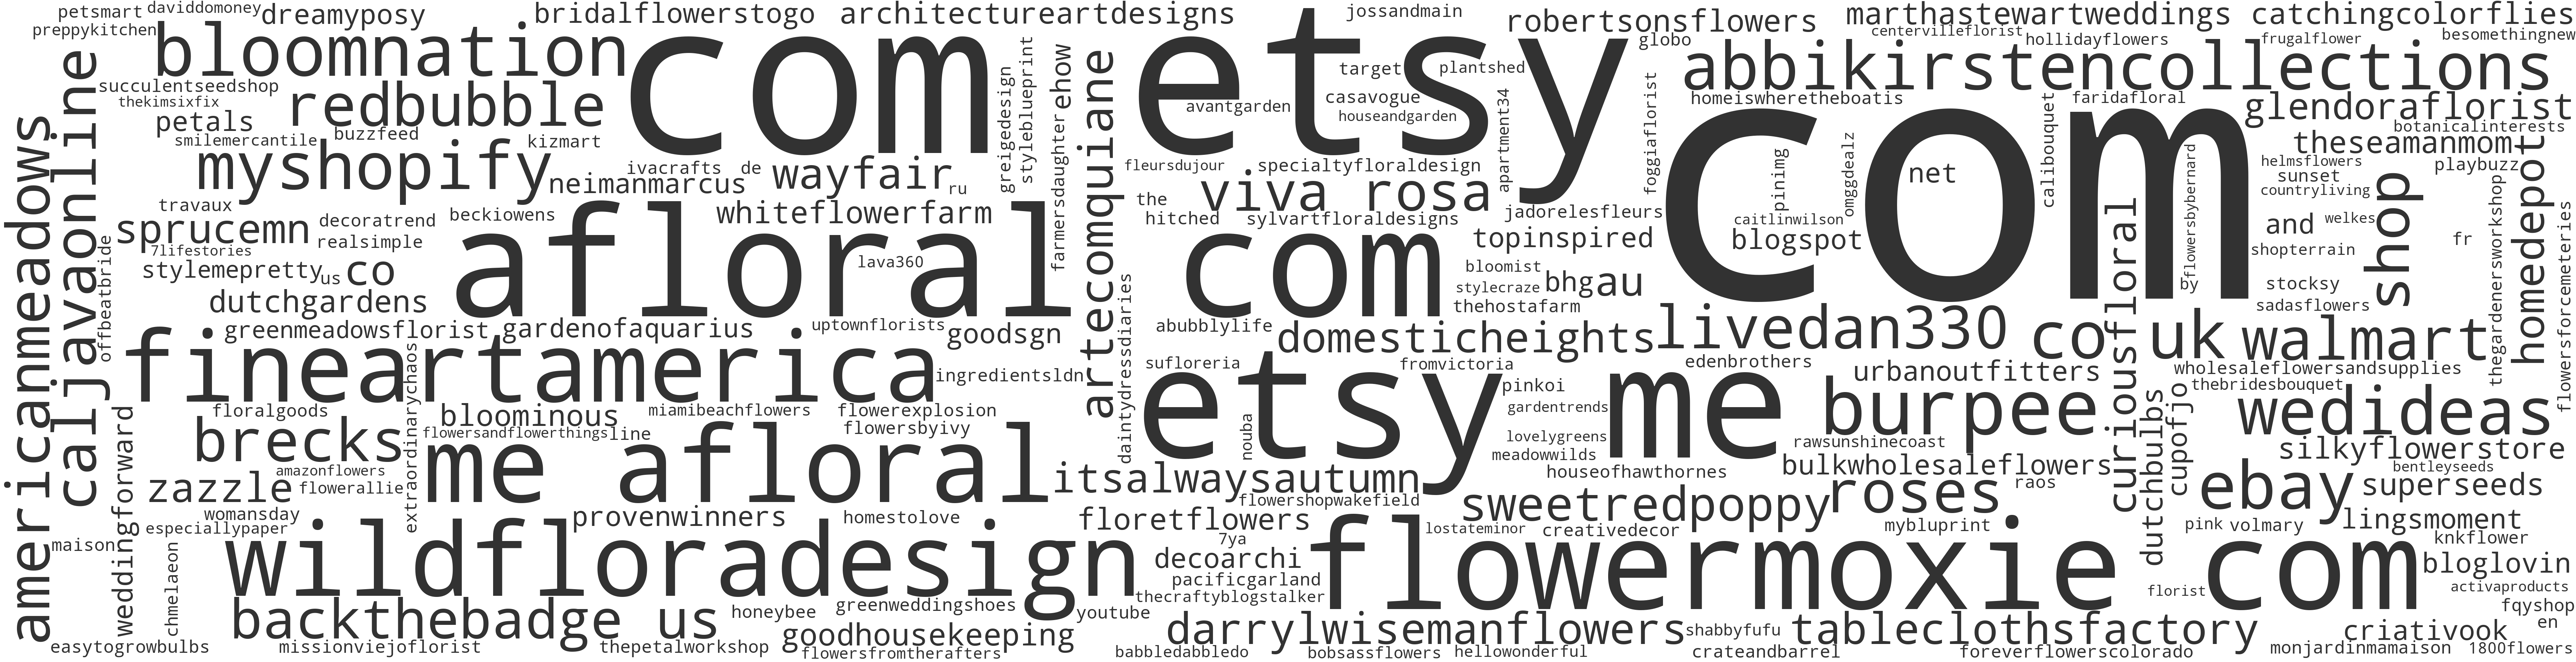 petsmart daviddomoney dreamyposy bridalflowerstogo architectureartdesigns jossandmain robertsonsflowers marthastewartweddings catchingcolorflies
preppykitchen bloomnation com etsy globo centervilleflorist hollidayflowers frugalflower besomethingnew
succulentseedshop redbubble greigedesign styleblueprint ehow farmersdaughter artecomquiane target plantshed abbikirstencollections
thekimsixfix avantgarden casavogue houseandgarden apartment34 foggiaflorist homeiswheretheboatis calibouquet faridafloral glendoraflorist
petals buzzfeed smilemercantile kizmart botanicalinterests theseamanmom
myshopify ivacrafts de wayfair ru neimanmarcus fleursdujour specialtyfloraldesign com pinimg omggdealz net flowersbybernard by helmsflowers playbuzz
sunset countryliving
travaux viva rosa the
sprucemn decoratrend beckiowens whiteflowerfarm hitched sylvartfloraldesigns jadorelesfleurs caitlinwilson and welkes shop
7lifestories realsimple afloral com topinspired blogspot shopterrain fr
stylemepretty us co lava360 bloomist bhg au stocksy
dutchgardens stylecraze thehostafarm sadasflowers
americanmeadows caljavaonline offbeatbride curiousfloral thegardenersworkshop homedepot flowersforcemeteries
greenmeadowsflorist gardenofaquarius uptownflorists goodsgn abubblylife domesticheights livedan330 co uk walmart
fineartamerica ingredientsldn daintydressdiaries sufloreria fromvictoria edenbrothers wholesaleflowersandsupplies
etsy pinkoi me urbanoutfitters thebridesbouquet
floralgoods bloominous miamibeachflowers flowerexplosion gardentrends burpee dutchbulbs cupofjo wedideas
brecks extraordinarychaos flowersandflowerthings line flowersbyivy nouba lovelygreens rawsunshinecoast silkyflowerstore
weddingforward amazonflowers me afloral itsalwaysautumn meadowwilds houseofhawthornes bulkwholesaleflowers bentleyseeds
zazzle flowerallie flowershopwakefield sweetredpoppy roses raos ebay superseeds
womansday provenwinners homestolove floretflowers lostateminor creativedecor mybluprint pink volmary lingsmoment
especiallypaper 7ya knkflower
maison chmelaeon wildfloradesign decoarchi flowermoxie com bloglovin
pacificgarland thecraftyblogstalker florist activaproducts
backthebadge us honeybee greenweddingshoes youtube fqyshop
goodhousekeeping darrylwisemanflowers shabbyfufu tableclothsfactory criativook en
easytogrowbulbs missionviejoflorist thepetalworkshop flowersfromtherafters babbledabbledo bobsassflowers hellowonderful crateandbarrel foreverflowerscolorado monjardinmamaison 1800flowers